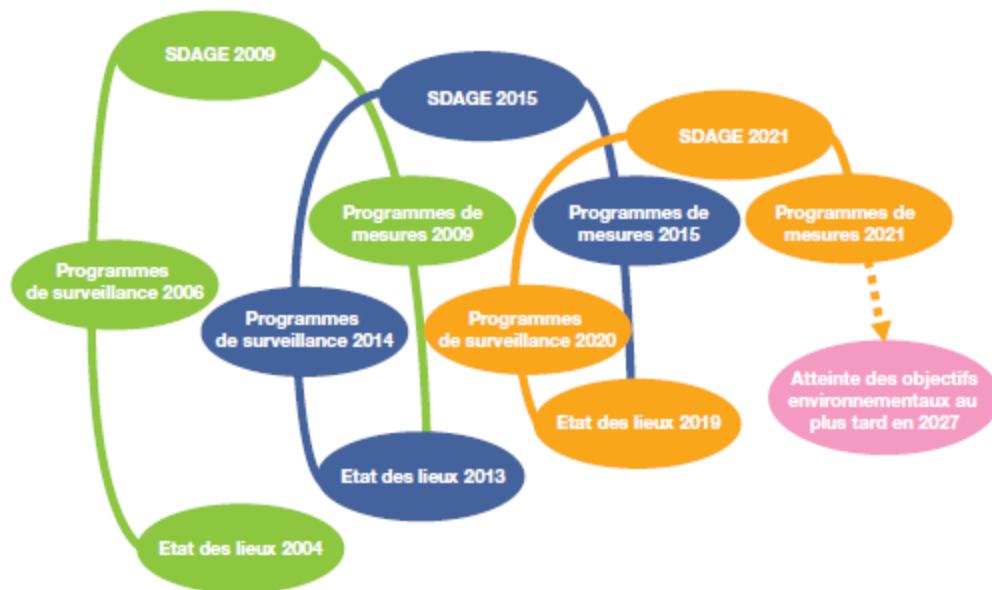 SDAGE 2009
SDAGE 2015
SDAGE 2021
Programmes de
mesures 2009
Programmes de
mesures 2015
Programmes de
mesures 2021
Programmes
de surveillance 2006
Programmes
de surveillance 2014
Programmes
de surveillance 2020
Atteinte des objectifs
environnementaux au
plus tard en 2027
Etat des lieux 2019
Etat des lieux 2013
Etat des lieux 2004